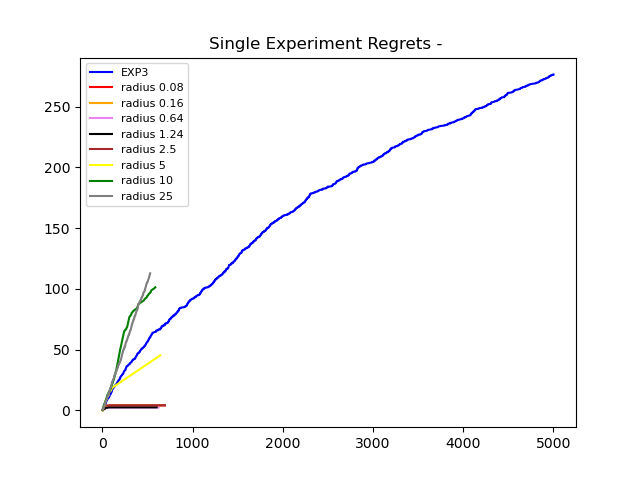 Single Experiment Regrets -
EXP3
radius 0.08
radius 0.16
radius 0.64
radius 1.24
radius 2.5
radius 5
radius 10
radius 25
250
200
150
100
50
0
0 1000 2000 3000 4000 5000